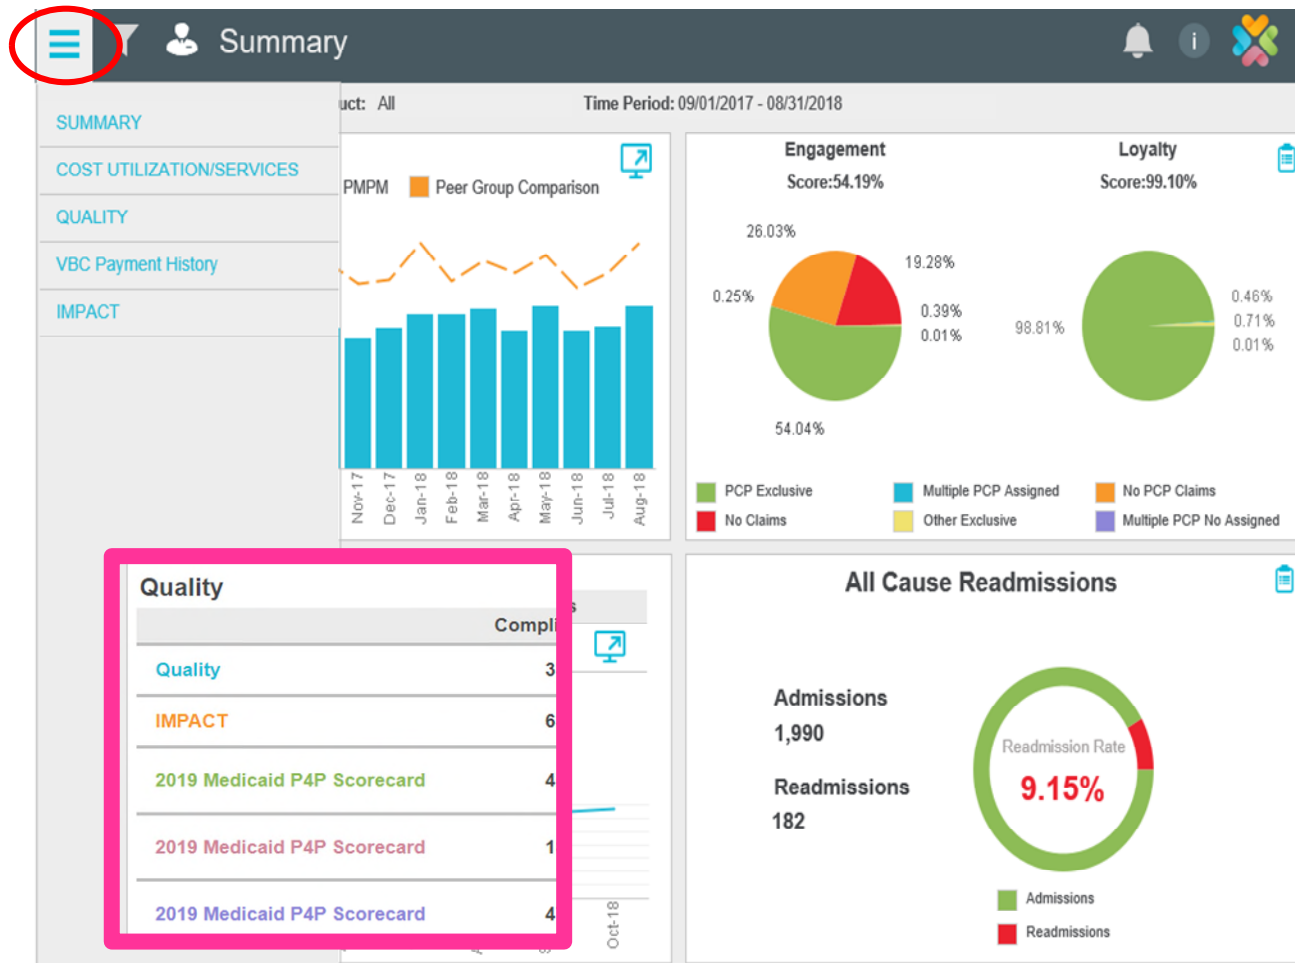 Summary
i
SUMMARY
COST UTILIZATION/SERVICES
QUALITY
VBC Payment History
IMPACT
uct: All
Time Period: 09/01/2017 - 08/31/2018
PMPM
Peer Group Comparison
Nov-17
Dec-17
Jan-18
Feb-18
Mar-18
Apr-18
May-18
Jun-18
Jul-18
Aug-18
Engagement
Score:54.19%
26.03%
19.28%
0.25%
0.39%
0.01%
54.04%
Loyalty
Score:99.10%
98.81%
0.46%
0.71%
0.01%
PCP Exclusive
Multiple PCP Assigned
No PCP Claims
No Claims
Other Exclusive
Multiple PCP No Assigned
Quality
s
Compli
Quality 3
IMPACT 6
2019 Medicaid P4P Scorecard 4
2019 Medicaid P4P Scorecard 1
2019 Medicaid P4P Scorecard 4
Oct-18
All Cause Readmissions
Admissions
1,990
Readmissions
182
Readmission Rate
9.15%
Admissions
Readmissions